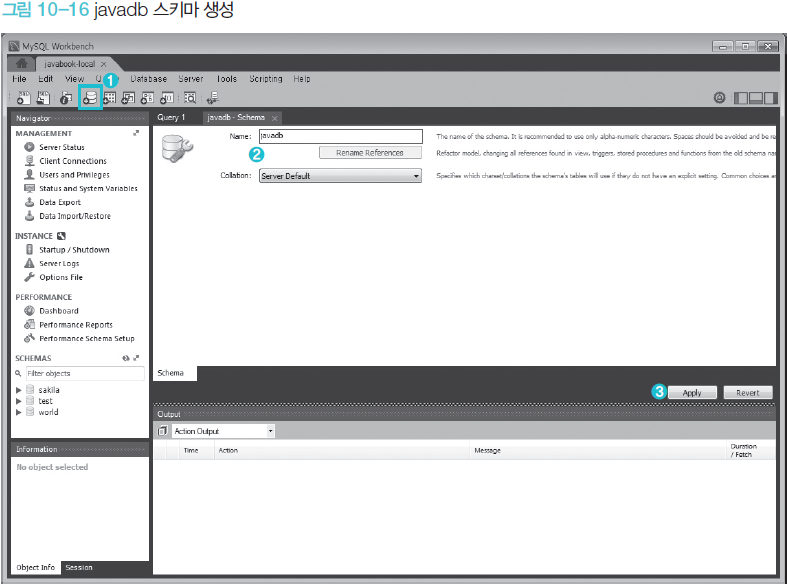 그림 10-16 javadb 스키마 생성
MySQL Workbench
javabook-local ×
1
File Edit View Database Server Tools Scripting Help
Navigator
MANAGEMENT
Server Status
Client Connections
Users and Privileges
Status and System Variables
Data Export
Data Import/Restore
INSTANCE
Startup / Shutdown
Server Logs
Options File
PERFORMANCE
Dashboard
Performance Reports
Performance Schema Setup
SCHEMAS
Filter objects
sakila
test
world
Information
No object selected
Object Info Session
Query 1 javadb - Schema ×
Name: javadb
The name of the schema. It is recommended to use only alpha-numeric characters. Spaces should be avoided and be re
2
Rename References
Refactor model, changing all references found in view, triggers, stored procedures and functions from the old schema na
Collation: Server Default
Specifies which charset/collations the schema's tables will use if they do not have an explicit setting. Common choices a
Schema
3 Apply Revert
Output
Action Output
Time Action Message Duration / Fetch